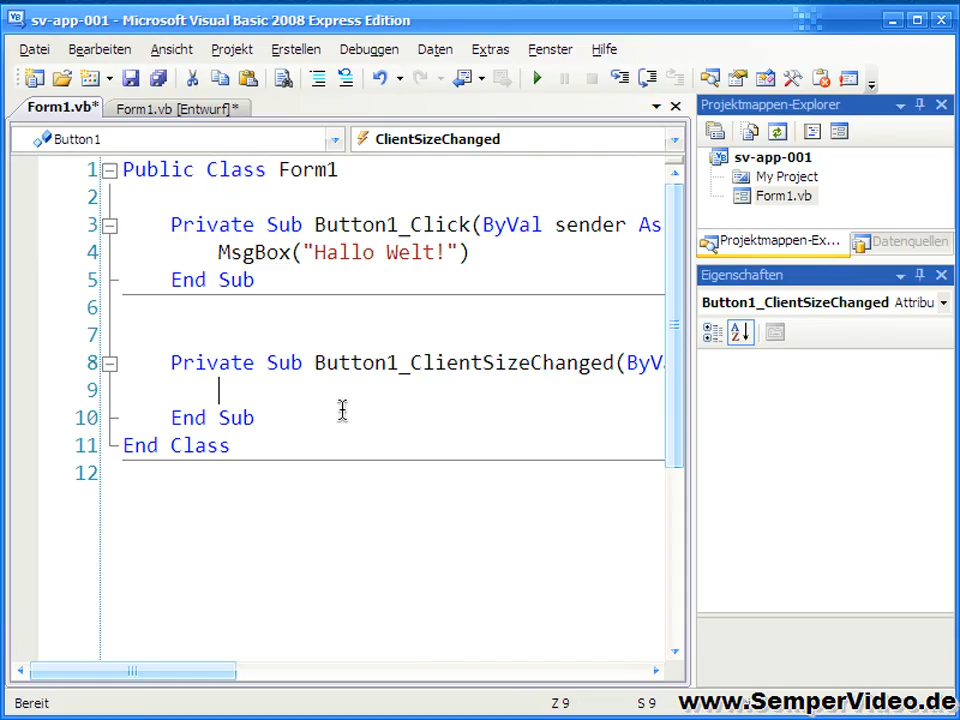 sv-app-001 - Microsoft Visual Basic 2008 Express Edition
Datei Bearbeiten Ansicht Projekt Erstellen Debuggen Daten Extras Fenster Hilfe
Form1.vb* Form1.vb [Entwurf]*
Button1 ClientSizeChanged
1 Public Class Form1
2
3 Private Sub Button1_Click(ByVal sender As
4 MsgBox("Hallo Welt!")
5 End Sub
6
7
8 Private Sub Button1_ClientSizeChanged(ByVa
9
10 End Sub
11 End Class
12
Projektmappen-Explorer
sv-app-001
My Project
Form1.vb
Projektmappen-Ex... Datenquellen
Eigenschaften
Button1_ClientSizeChanged Attribu
Bereit Z 9 S 9
www.SemperVideo.de